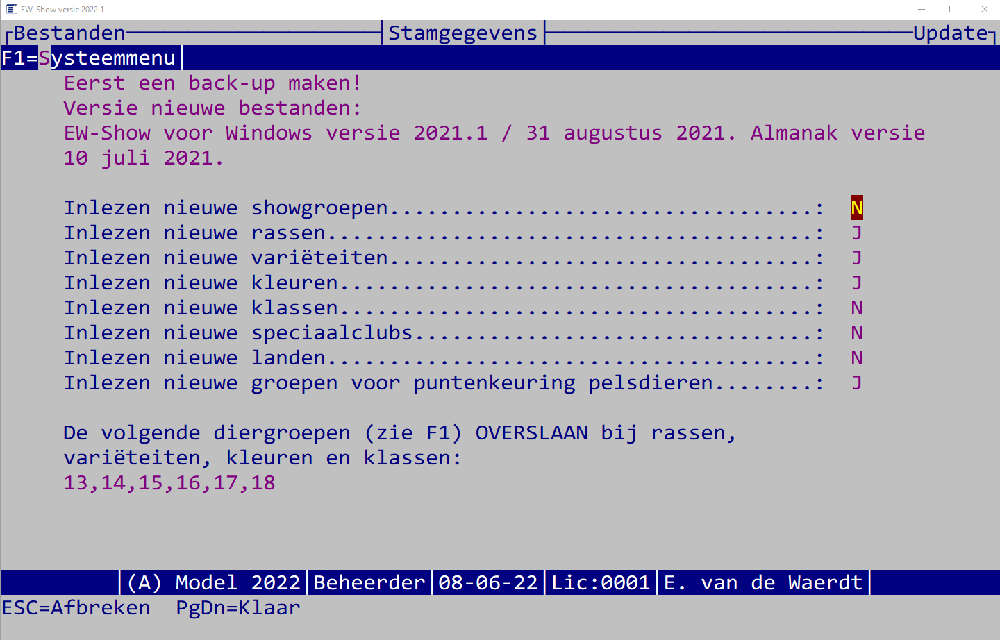 EW-Show versie 2022.1
Bestanden Stamgegevens Update
F1=Systeemmenu
Eerst een back-up maken!
Versie nieuwe bestanden:
EW-Show voor Windows versie 2021.1 / 31 augustus 2021. Almanak versie
10 juli 2021.
Inlezen nieuwe showgroepen..................................: N
Inlezen nieuwe rassen.......................................: J
Inlezen nieuwe variëteiten..................................: J
Inlezen nieuwe kleuren......................................: J
Inlezen nieuwe klassen......................................: N
Inlezen nieuwe speciaalclubs................................: N
Inlezen nieuwe landen.......................................: N
Inlezen nieuwe groepen voor puntenkeuring pelsdieren........: J
De volgende diergroepen (zie F1) OVERSLAAN bij rassen,
variëteiten, kleuren en klassen:
13,14,15,16,17,18
(A) Model 2022 Beheerder 08-06-22 Lic:0001 E. van de Waerdt
ESC=Afbreken PgDn=Klaar